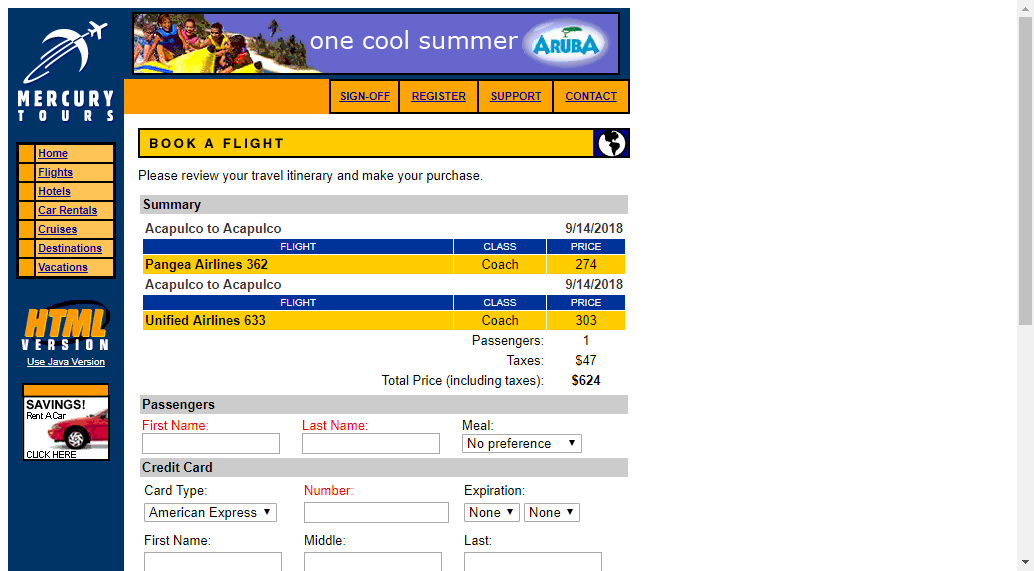 one cool summer ARUBA
MERCURY
TOURS
SIGN-OFF REGISTER SUPPORT CONTACT
Home
Flights
Hotels
Car Rentals
Cruises
Destinations
Vacations
HTML
VERSION
Use Java Version
SAVINGS!
Rent A Car
CLICK HERE
BOOK A FLIGHT
Please review your travel itinerary and make your purchase.
Summary
Acapulco to Acapulco 9/14/2018
FLIGHT CLASS PRICE
Pangea Airlines 362 Coach 274
Acapulco to Acapulco 9/14/2018
FLIGHT CLASS PRICE
Unified Airlines 633 Coach 303
Passengers: 1
Taxes: $47
Total Price (including taxes): $624
Passengers
First Name: Last Name: Meal:
No preference
Credit Card
Card Type: Number: Expiration:
American Express None None
First Name: Middle: Last: